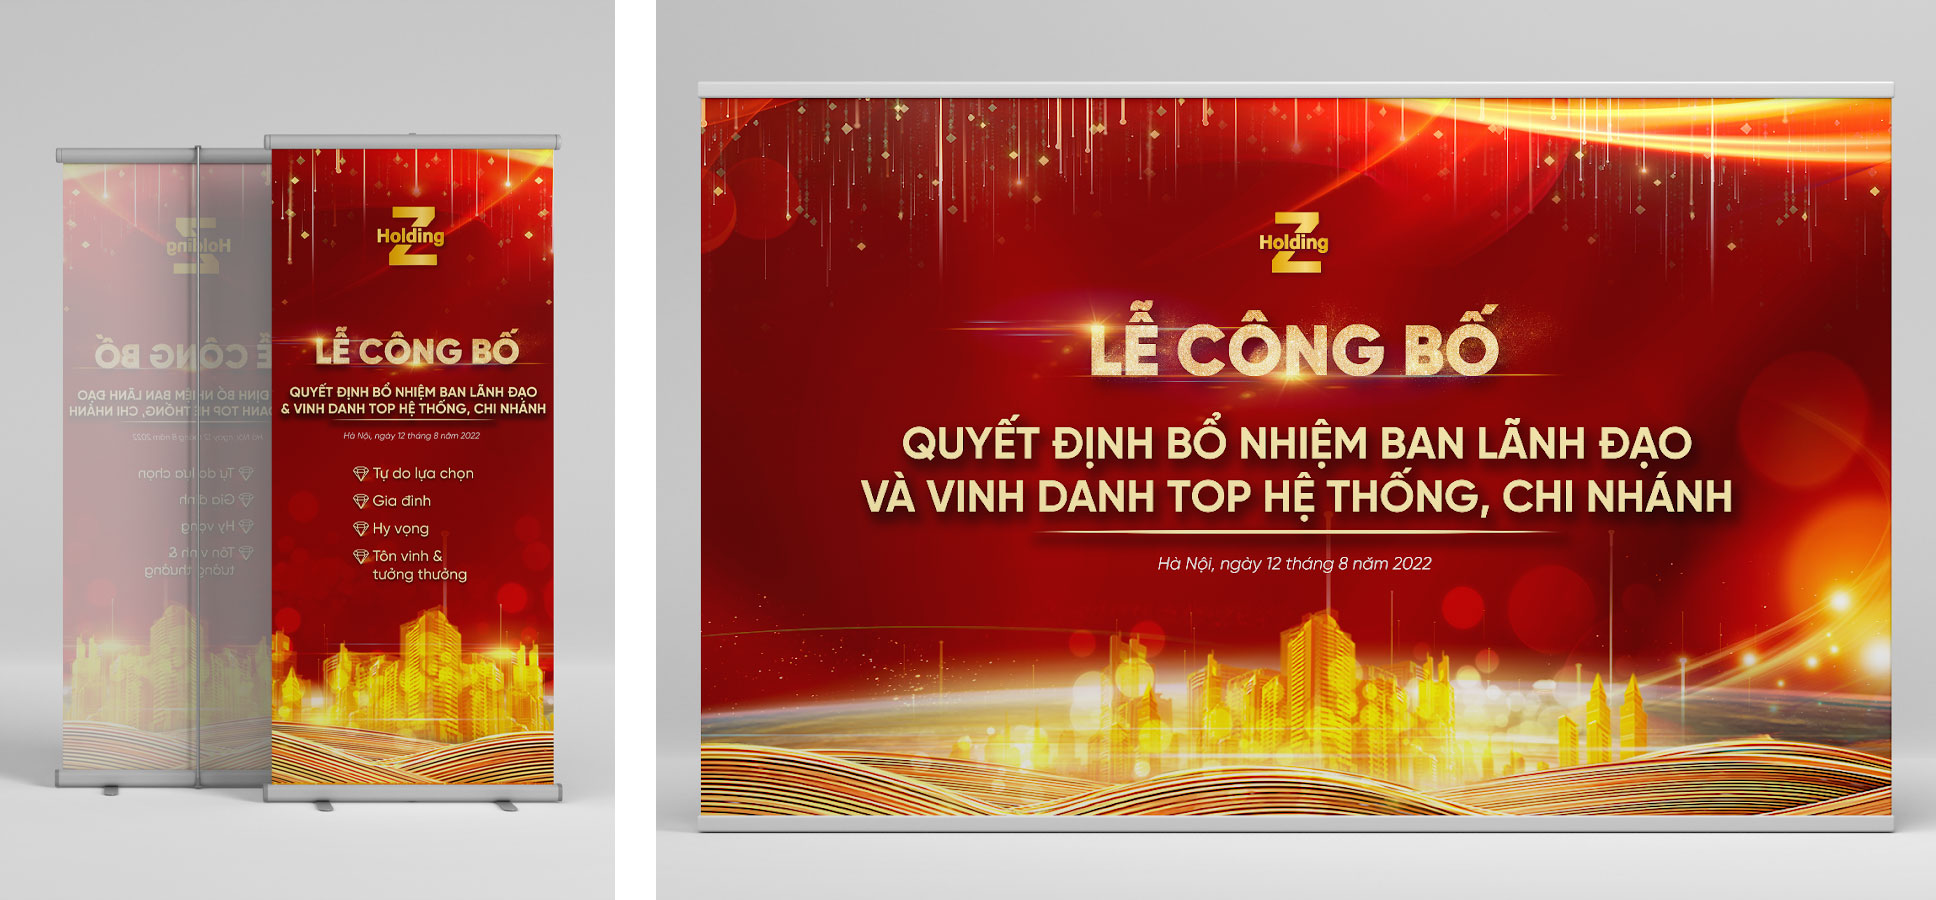 Z
Holding
LỄ CÔNG BỐ
QUYẾT ĐỊNH BỔ NHIỆM BAN LÃNH ĐẠO
& VINH DANH TOP HỆ THỐNG, CHI NHÁNH
Hà Nội, ngày 12 tháng 8 năm 2022
Tự do lựa chọn
Gia đình
Hy vọng
Tôn vinh &
tưởng thưởng
Z
Holding
LỄ CÔNG BỐ
QUYẾT ĐỊNH BỔ NHIỆM BAN LÃNH ĐẠO
VÀ VINH DANH TOP HỆ THỐNG, CHI NHÁNH
Hà Nội, ngày 12 tháng 8 năm 2022